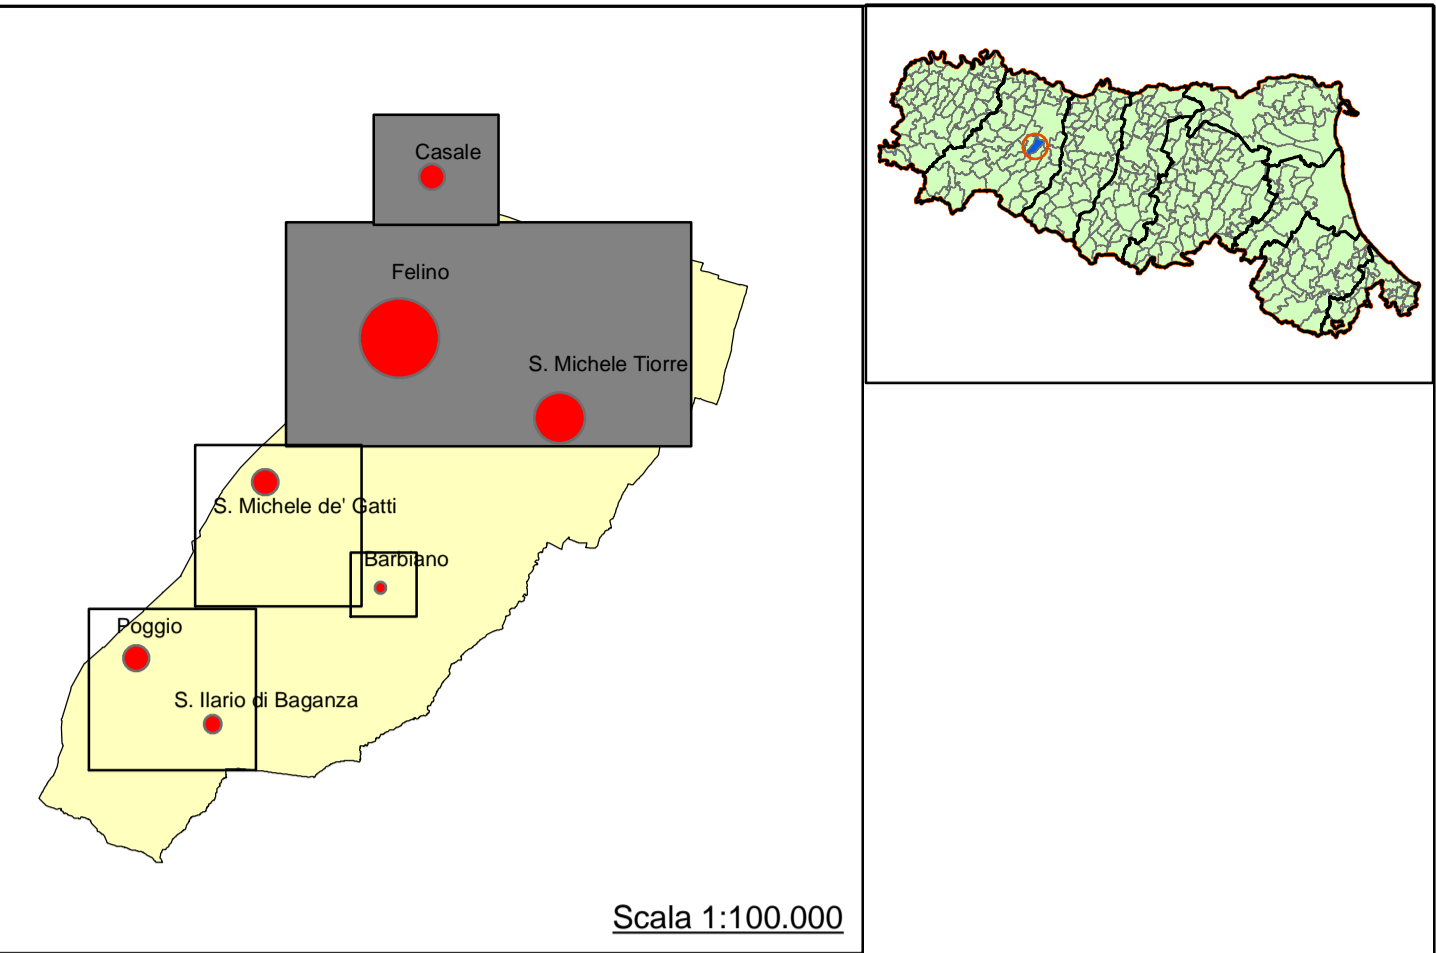 Casale
Felino
S. Michele Tiorre
S. Michele de' Gatti
Barbiano
Poggio
S. Ilario di Baganza
Scala 1:100.000